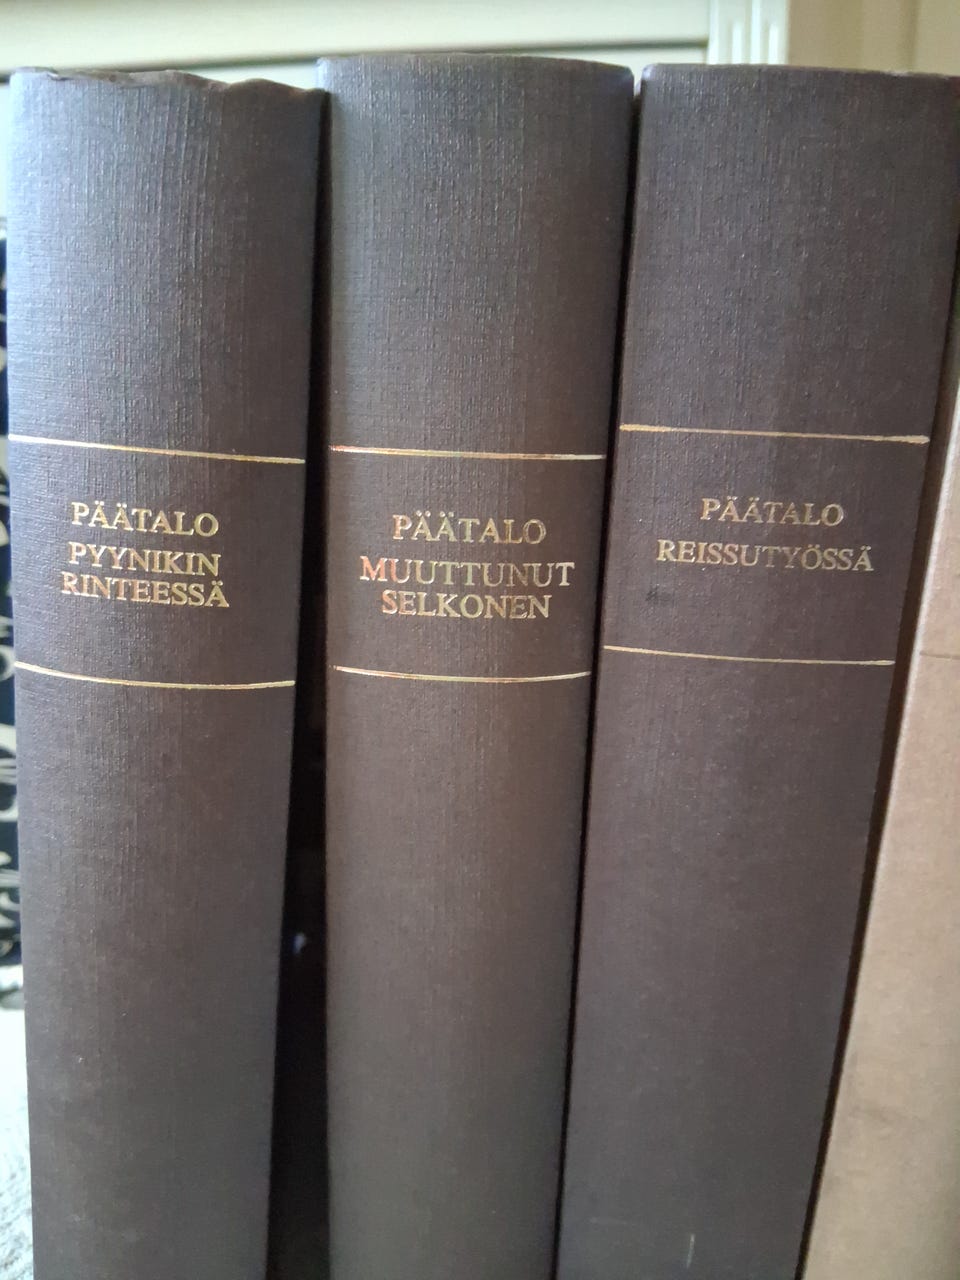 PÄÄTALO
PYYNIKIN
RINTEESSÄ
PÄÄTALO
MUUTTUNUT
SELKONEN
PÄÄTALO
REISSUTYÖSSÄ